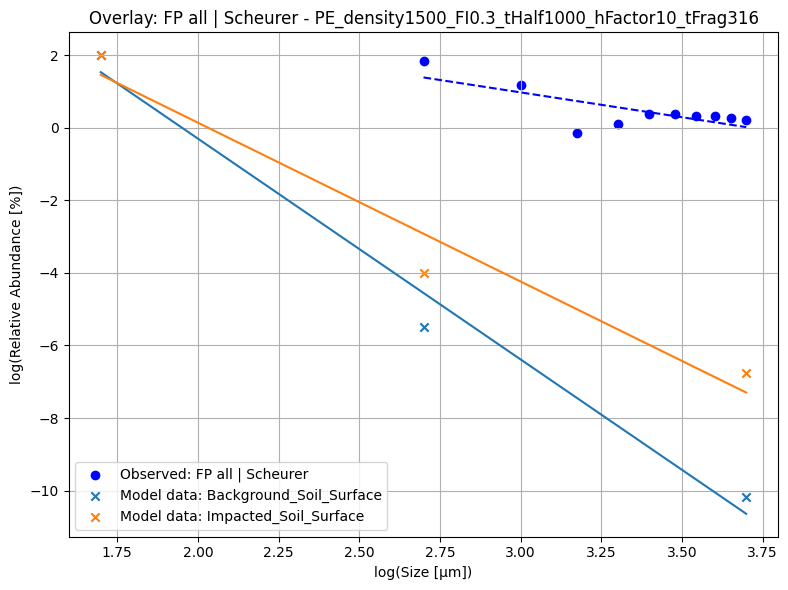 Overlay: FP all | Scheurer - PE_density1500_FI0.3_tHalf1000_hFactor10_tFrag316
log(Relative Abundance [%])
2
0
−2
−4
−6
−8
−10
Observed: FP all | Scheurer
Model data: Background_Soil_Surface
Model data: Impacted_Soil_Surface
1.75 2.00 2.25 2.50 2.75 3.00 3.25 3.50 3.75
log(Size [μm])